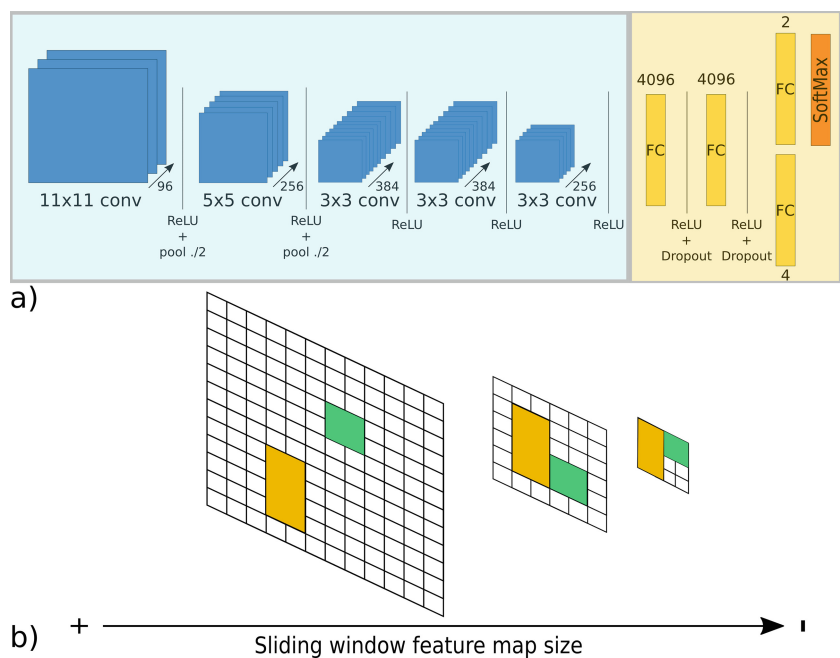 96
256
384
384
256
11x11 conv
5x5 conv
3x3 conv
3x3 conv
3x3 conv
ReLU
+
pool ./2
ReLU
+
pool ./2
ReLU
ReLU
ReLU
4096
FC
4096
FC
ReLU
+
Dropout
ReLU
+
Dropout
2
FC
FC
4
SoftMax
a)
b)
+
-
Sliding window feature map size